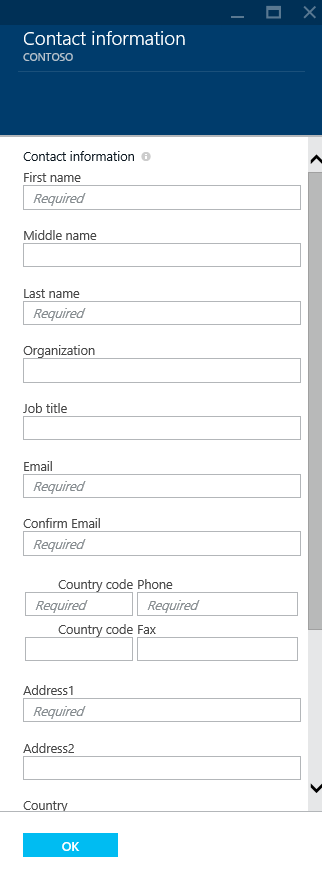 Contact information
CONTOSO
Contact information
First name
Required
Middle name
Last name
Required
Organization
Job title
Email
Required
Confirm Email
Required
Country code Phone
Required Required
Country code Fax
Address1
Required
Address2
Country
OK